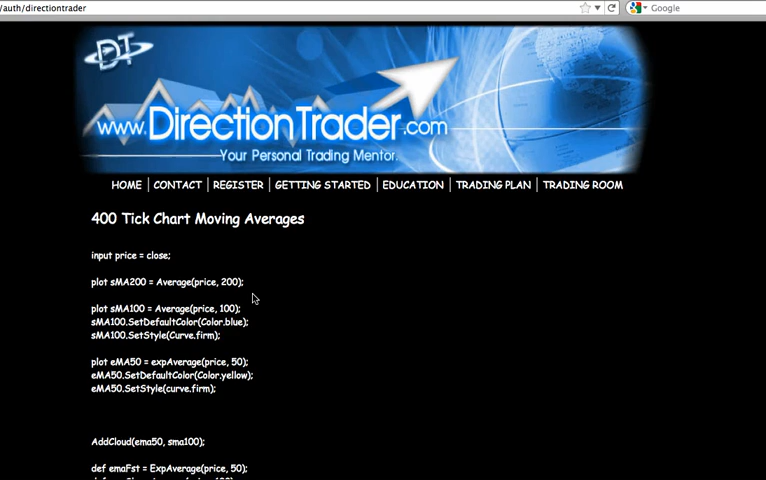 /auth/directiontrader
Google
DT
www.DirectionTrader.com
Your Personal Trading Mentor.
HOME | CONTACT | REGISTER | GETTING STARTED | EDUCATION | TRADING PLAN | TRADING ROOM
400 Tick Chart Moving Averages
input price = close;
plot sMA200 = Average(price, 200);
plot sMA100 = Average(price, 100);
sMA100.SetDefaultColor(Color.blue);
sMA100.SetStyle(Curve.firm);
plot eMA50 = expAverage(price, 50);
eMA50.SetDefaultColor(Color.yellow);
eMA50.SetStyle(curve.firm);
AddCloud(ema50, sma100);
def emaFst = ExpAverage(price, 50);